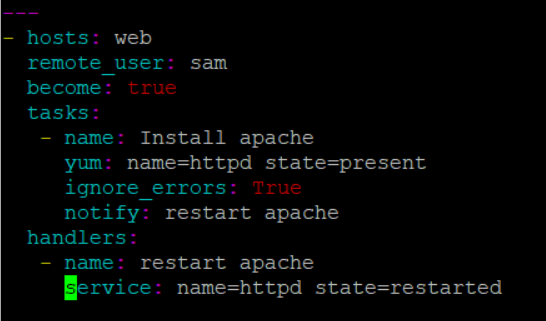 ---
- hosts: web
  remote_user: sam
  become: true
  tasks:
   - name: Install apache
     yum: name=httpd state=present
     ignore_errors: True
     notify: restart apache
  handlers:
   - name: restart apache
     service: name=httpd state=restarted